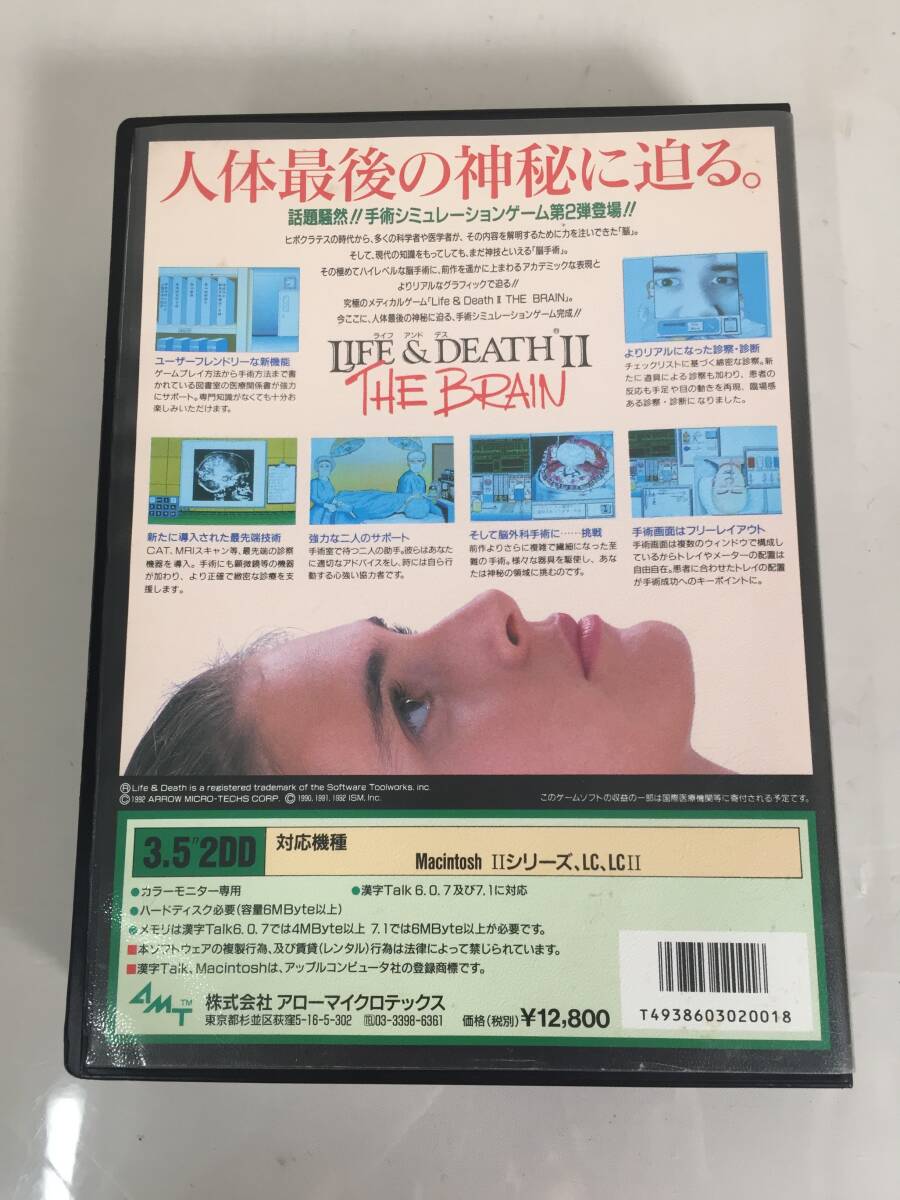 人体最後の神秘に迫る。
話題騒然!!手術シミュレーションゲーム第2弾登場!!
ヒポクラテスの時代から、多くの科学者や医学者が、その内容を解明するために力を注いできた「脳」。
そして、現代の知識をもってしても、まだ神技といえる「脳手術」。
その極めてハイレベルな脳手術に、前作を遥かに上まわるアカデミックな表現と
よりリアルなグラフィックで迫る!!
究極のメディカルゲーム「Life & Death II THE BRAIN」。
今ここに、人体最後の神秘に迫る、手術シミュレーションゲーム完成!!
ライフ アンド デス
LIFE & DEATH® II
THE BRAIN
ユーザーフレンドリーな新機能
ゲームプレイ方法から手術方法まで書
かれている図書室の医療関係書が強力
にサポート。専門知識がなくても十分お
楽しみいただけます。
よりリアルになった診察・診断
チェックリストに基づく綿密な診察。新
たに道具による診察も加わり、患者の
反応も手足や目の動きを再現、臨場感
ある診察・診断になりました。
新たに導入された最先端技術
CAT、MRIスキャン等、最先端の診察
機器を導入。手術にも顕微鏡等の機器
が加わり、より正確で緻密な診療を支
援します。
強力な二人のサポート
手術室で待つ二人の助手。彼らはあなた
に適切なアドバイスをし、時には自ら行
動する心強い協力者です。
そして脳外科手術に……挑戦
前作よりさらに複雑で繊細になった至
難の手術。様々な器具を駆使し、あな
たは神秘の領域に挑むのです。
手術画面はフリーレイアウト
手術画面は複数のウィンドウで構成し
ているからトレイやメーターの配置は
自由自在。患者に合わせたトレイの配置
が手術成功へのキーポイントに。
®Life & Death is a registered trademark of the Software Toolworks. inc.
©1992 ARROW MICRO-TECHS CORP. © 1990, 1991, 1992 ISM, Inc.
このゲームソフトの収益の一部は国際医療機関等に寄付される予定です。
3.5"2DD
対応機種
Macintosh IIシリーズ、LC、LCII
●カラーモニター専用
●漢字Talk 6.0.7及び7.1に対応
●ハードディスク必要(容量6MByte以上)
●メモリは漢字Talk6.0.7では4MByte以上 7.1では6MByte以上が必要です。
■本ソフトウェアの複製行為、及び賃貸(レンタル)行為は法律によって禁じられています。
■漢字Talk、Macintoshは、アップルコンピュータ社の登録商標です。
AMT™
株式会社 アローマイクロテックス
東京都杉並区荻窪5-16-5-302 ℡03-3398-6361
価格(税別) ¥12,800
T4938603020018